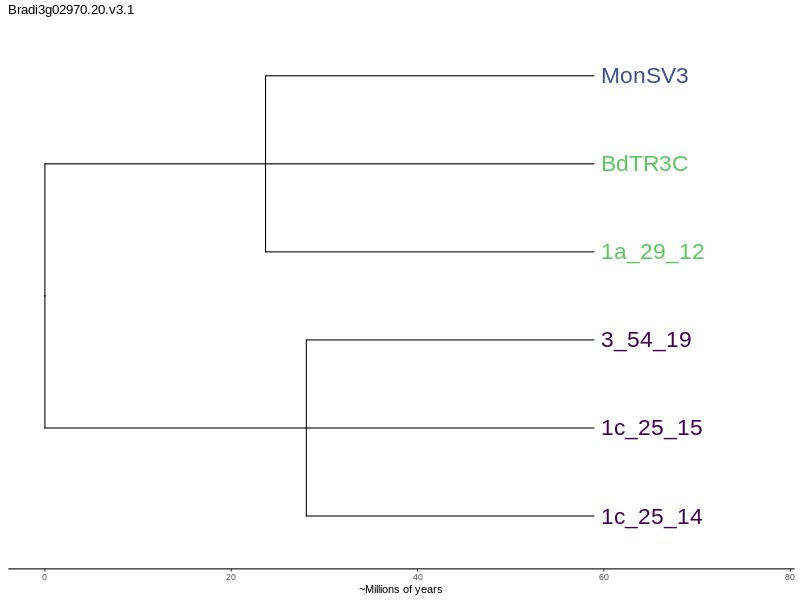 Bradi3g02970.20.v3.1
MonSV3
BdTR3C
1a_29_12
3_54_19
1c_25_15
1c_25_14
0 20 40 60 80
~Millions of years